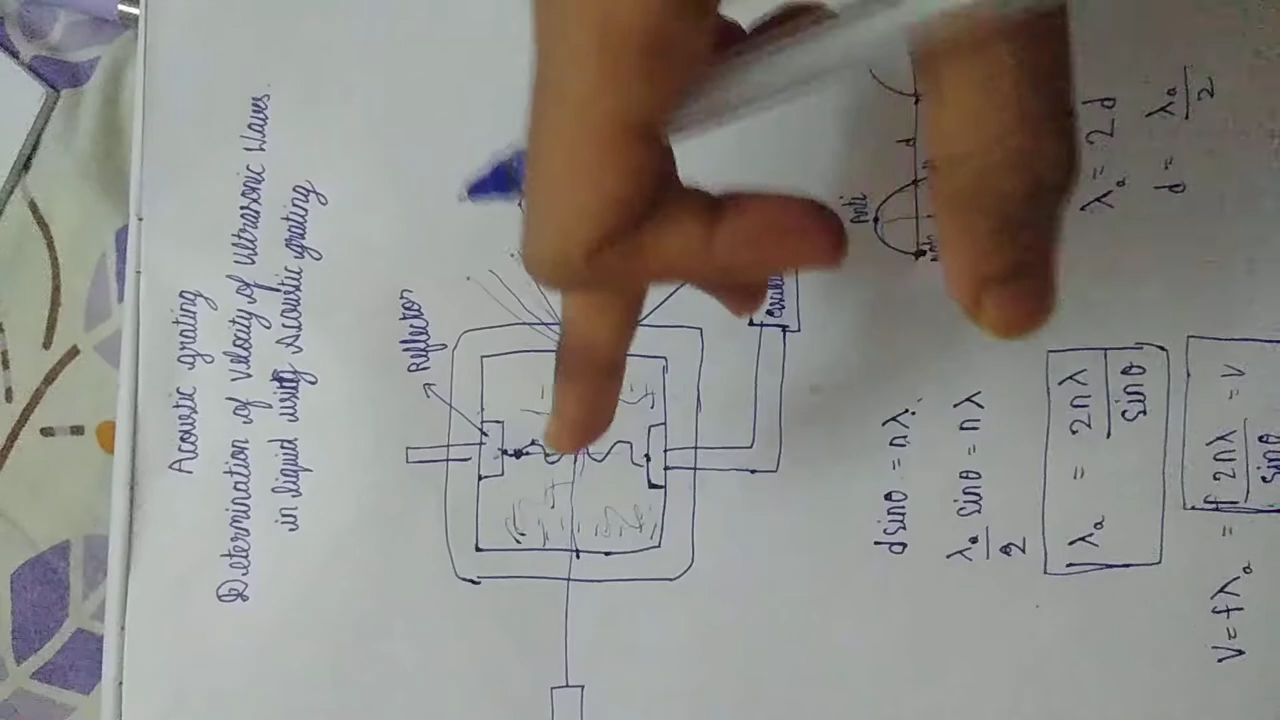 Acoustic grating
Determination of Velocity of Ultrasonic Waves.
in liquid using Acoustic grating
Reflector
Anti
d
λₐ = 2d
d = λₐ/2
d sinθ = nλ.
λₐ/2 sinθ = nλ
λₐ = 2nλ/sinθ
V = fλₐ = f 2nλ/sinθ = V